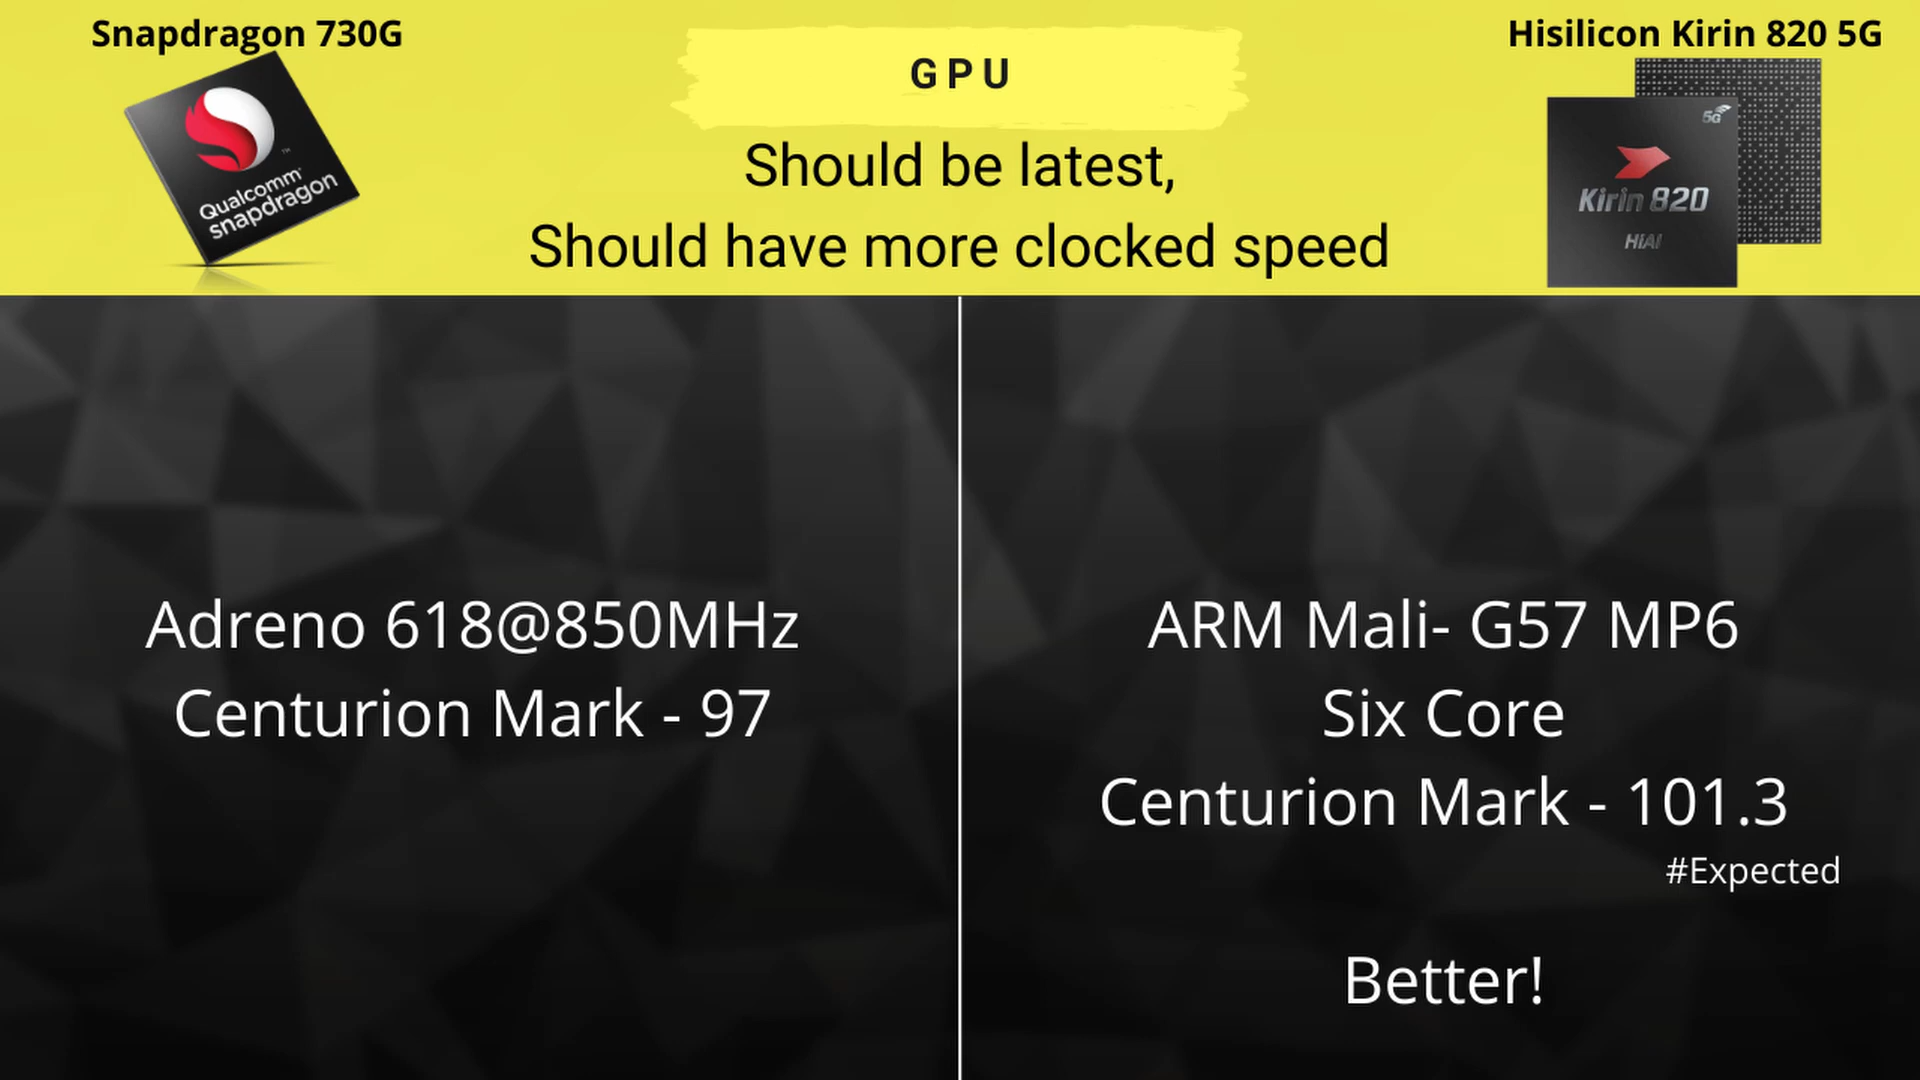 Snapdragon 730G
Qualcomm
snapdragon
™
GPU
Should be latest,
Should have more clocked speed
Hisilicon Kirin 820 5G
5G
Kirin 820
HiAI
Adreno 618@850MHz
Centurion Mark - 97
ARM Mali- G57 MP6
Six Core
Centurion Mark - 101.3
#Expected
Better!